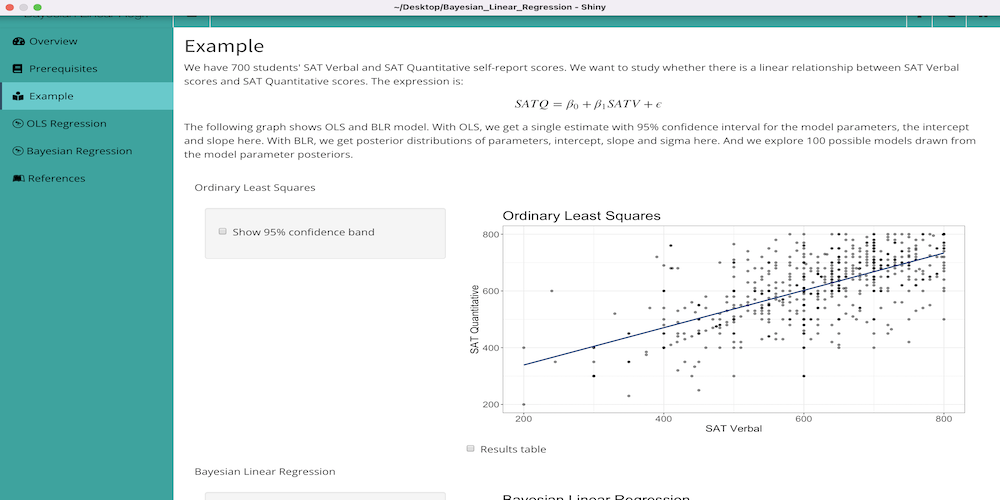 ~/Desktop/Bayesian_Linear_Regression - Shiny
Overview
Prerequisites
Example
OLS Regression
Bayesian Regression
References
Example
We have 700 students' SAT Verbal and SAT Quantitative self-report scores. We want to study whether there is a linear relationship between SAT Verbal
scores and SAT Quantitative scores. The expression is:
SATQ = β₀ + β₁SATV + ϵ
The following graph shows OLS and BLR model. With OLS, we get a single estimate with 95% confidence interval for the model parameters, the intercept
and slope here. With BLR, we get posterior distributions of parameters, intercept, slope and sigma here. And we explore 100 possible models drawn from
the model parameter posteriors.
Ordinary Least Squares
Show 95% confidence band
Ordinary Least Squares
800
600
400
200
SAT Quantitative
200 400 600 800
SAT Verbal
Results table
Bayesian Linear Regression
Bayesian Linear Regression